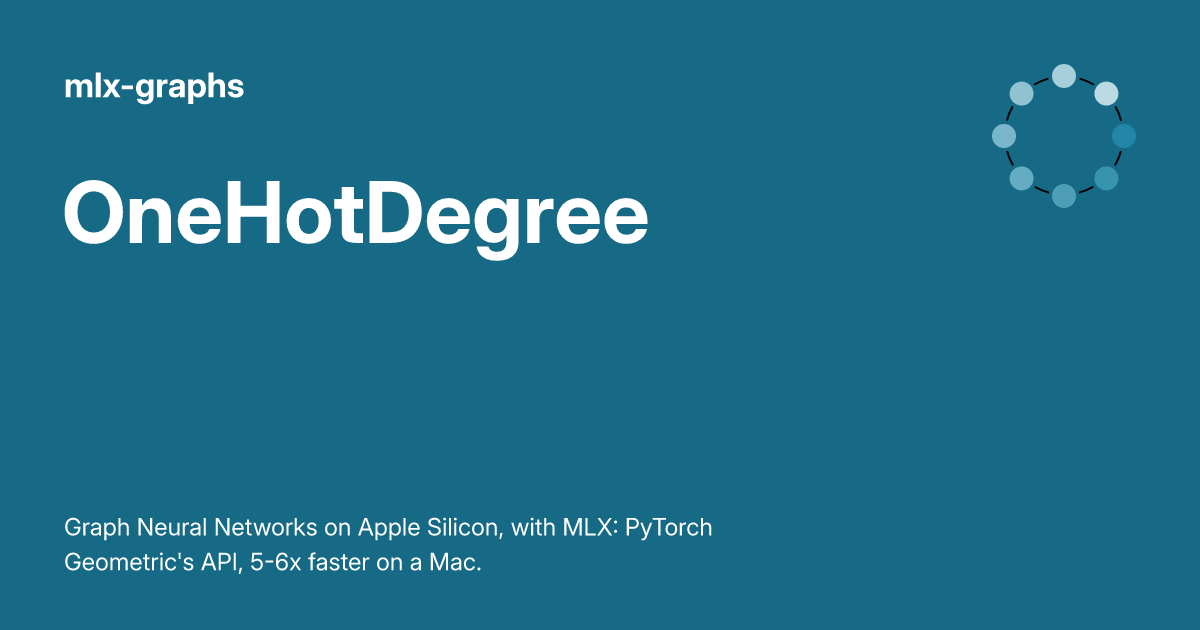 mlx-graphs
OneHotDegree
Graph Neural Networks on Apple Silicon, with MLX: PyTorch
Geometric's API, 5-6x faster on a Mac.